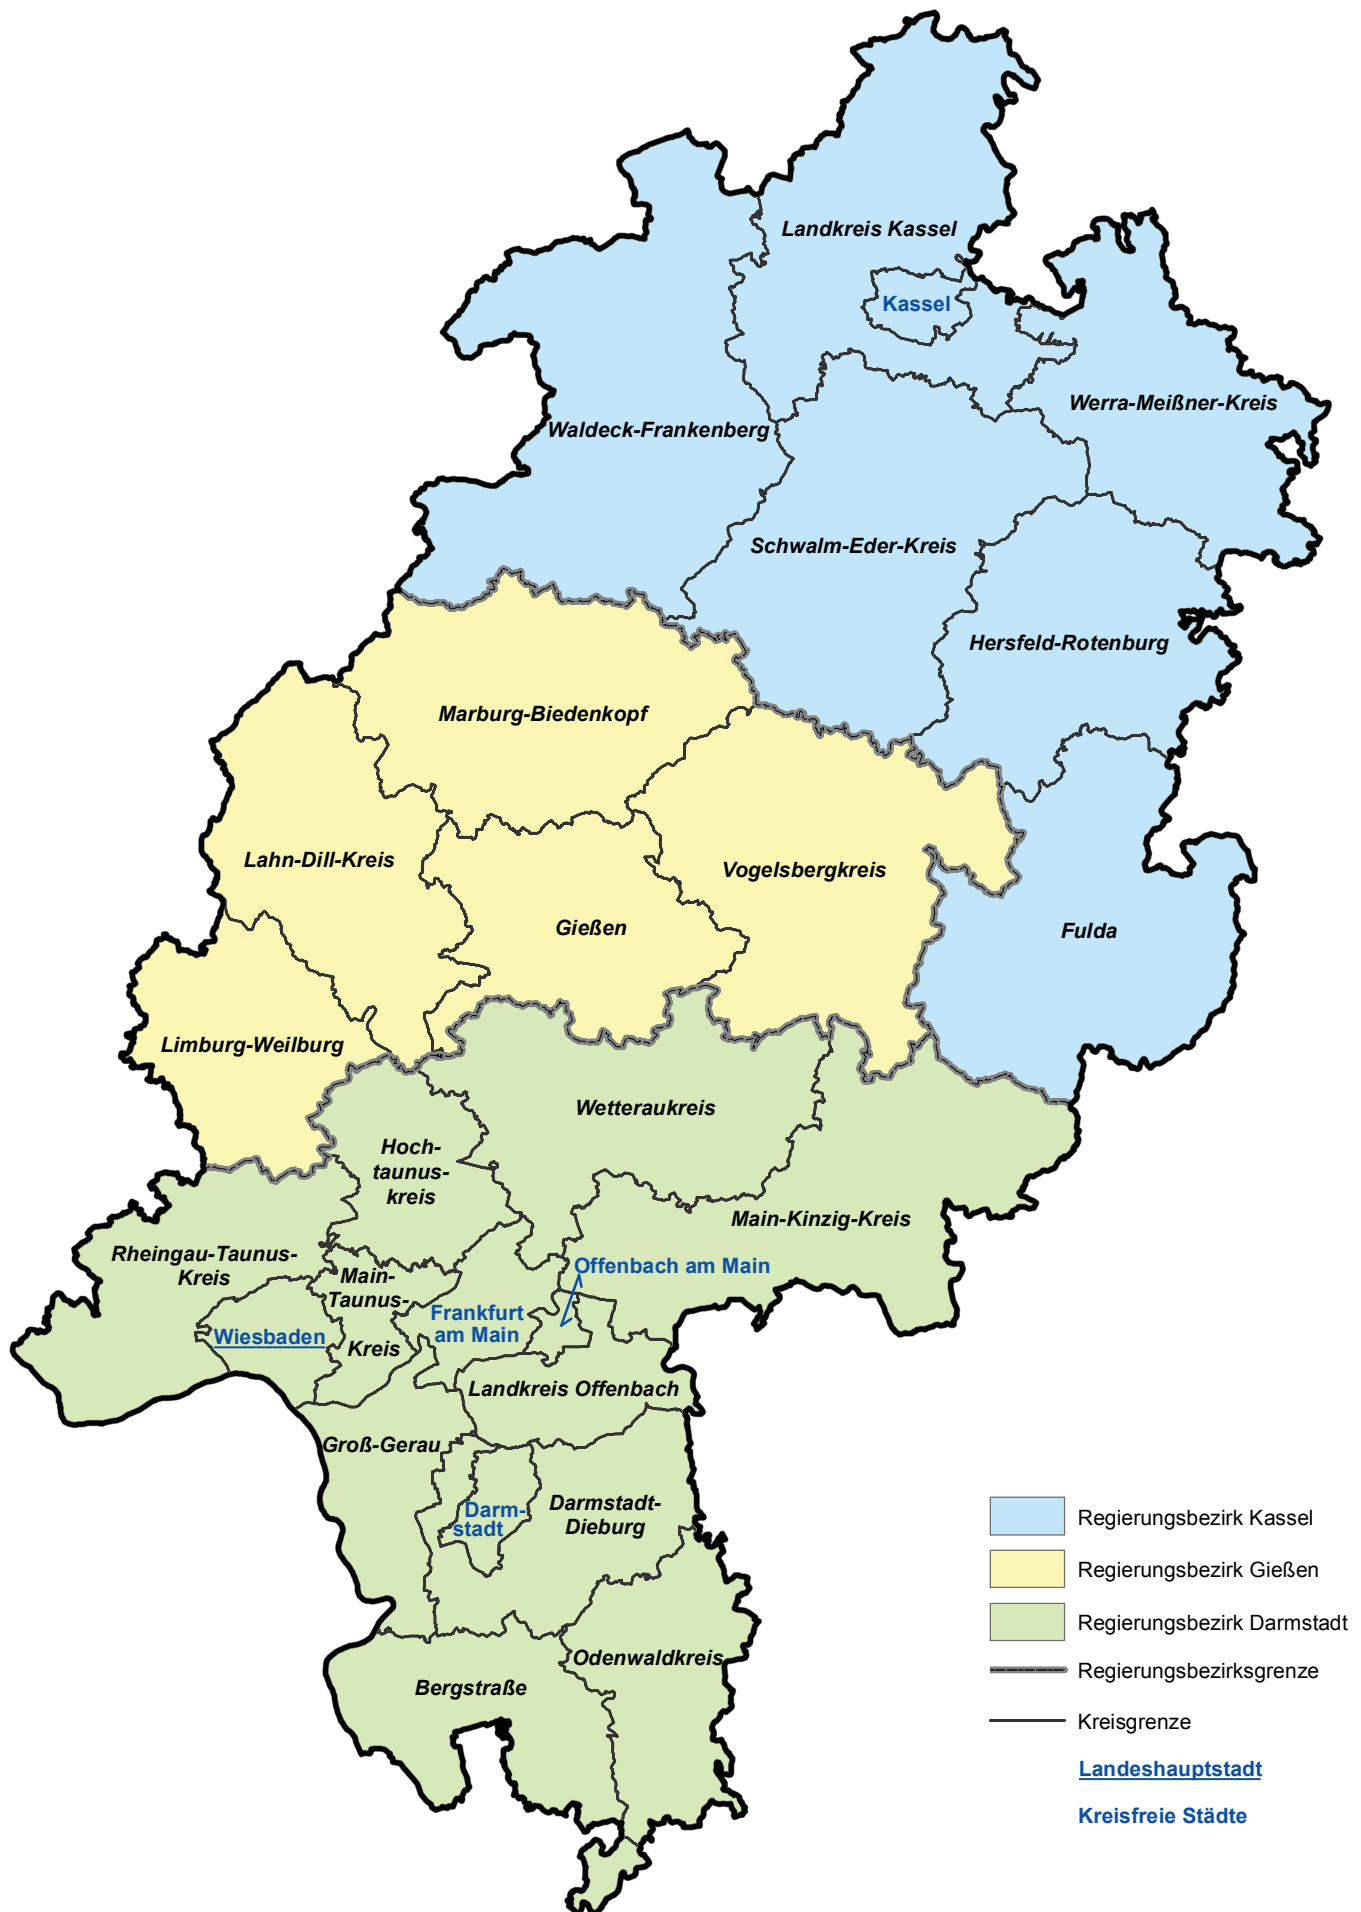 Landkreis Kassel
Kassel
Werra-Meißner-Kreis
Waldeck-Frankenberg
Schwalm-Eder-Kreis
Hersfeld-Rotenburg
Marburg-Biedenkopf
Lahn-Dill-Kreis
Vogelsbergkreis
Gießen
Fulda
Limburg-Weilburg
Wetteraukreis
Hoch-
taunus-
kreis
Main-Kinzig-Kreis
Rheingau-Taunus-
Kreis
Main-
Taunus-
Kreis
Offenbach am Main
Frankfurt
am Main
Wiesbaden
Landkreis Offenbach
Groß-Gerau
Darm-
stadt
Darmstadt-
Dieburg
Odenwaldkreis
Bergstraße
Regierungsbezirk Kassel
Regierungsbezirk Gießen
Regierungsbezirk Darmstadt
Regierungsbezirksgrenze
Kreisgrenze
Landeshauptstadt
Kreisfreie Städte